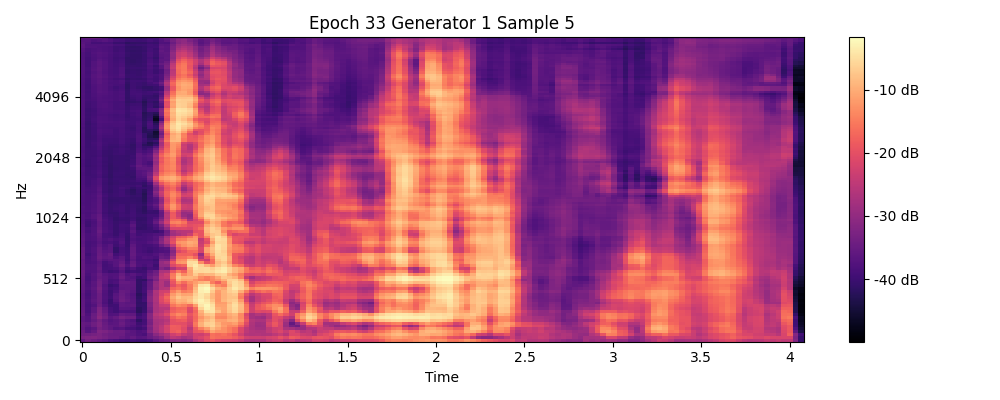 Epoch 33 Generator 1 Sample 5
Hz
4096
2048
1024
512
0
0 0.5 1 1.5 2 2.5 3 3.5 4
Time
-10 dB
-20 dB
-30 dB
-40 dB